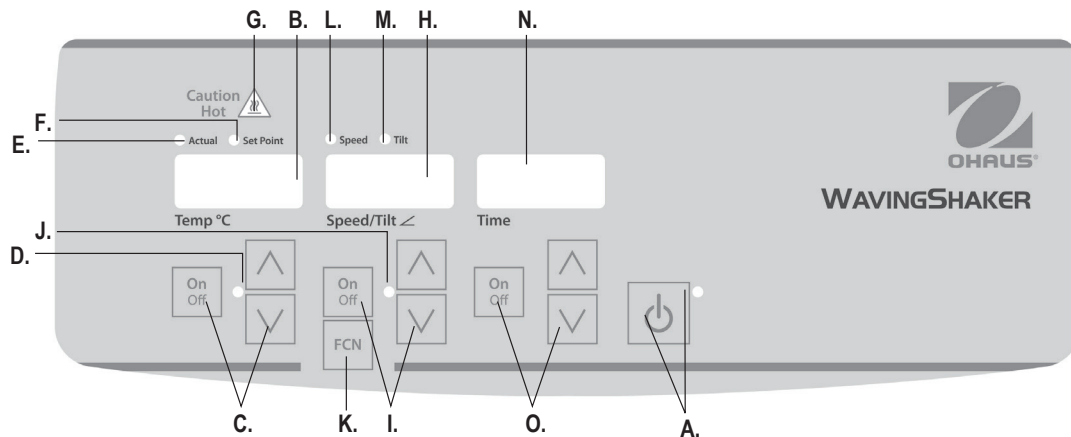 G. B. L. M. H. N.
Caution
Hot
F.
E.
Actual Set Point Speed Tilt
OHAUS®
WAVINGSHAKER
Temp °C Speed/Tilt ∠ Time
J.
D.
On
Off
On
Off
On
Off
FCN
C. K. I. O. A.